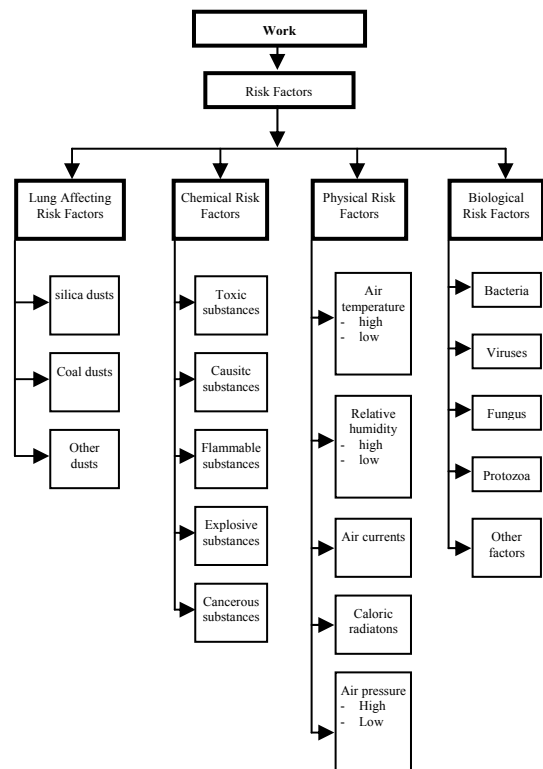 Work
Risk Factors
Lung Affecting
Risk Factors
Chemical Risk
Factors
Physical Risk
Factors
Biological
Risk Factors
silica dusts
Coal dusts
Other
dusts
Toxic
substances
Causitc
substances
Flammable
substances
Explosive
substances
Cancerous
substances
Air
temperature
- high
- low
Relative
humidity
- high
- low
Air currents
Caloric
radiatons
Air pressure
- High
- Low
Bacteria
Viruses
Fungus
Protozoa
Other
factors